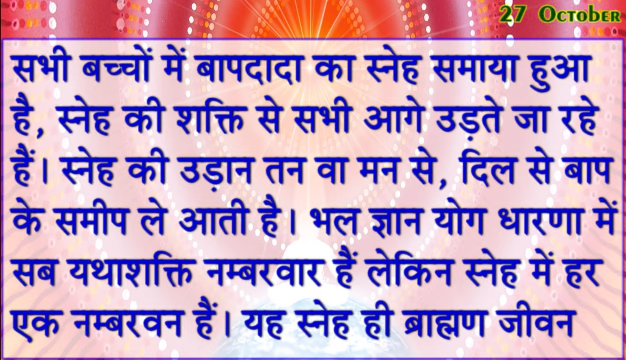 27 October
सभी बच्चों में बापदादा का स्नेह समाया हुआ
है, स्नेह की शक्ति से सभी आगे उड़ते जा रहे
हैं। स्नेह की उड़ान तन वा मन से, दिल से बाप
के समीप ले आती है। भल ज्ञान योग धारणा में
सब यथाशक्ति नम्बरवार हैं लेकिन स्नेह में हर
एक नम्बरवन हैं। यह स्नेह ही ब्राह्मण जीवन